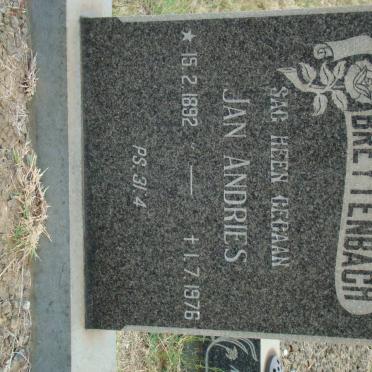 BREYTENBACH
SAG HEEN GEGAAN
JAN ANDRIES
★ 15.2.1892 — + 1.7.1976
PS. 31/4